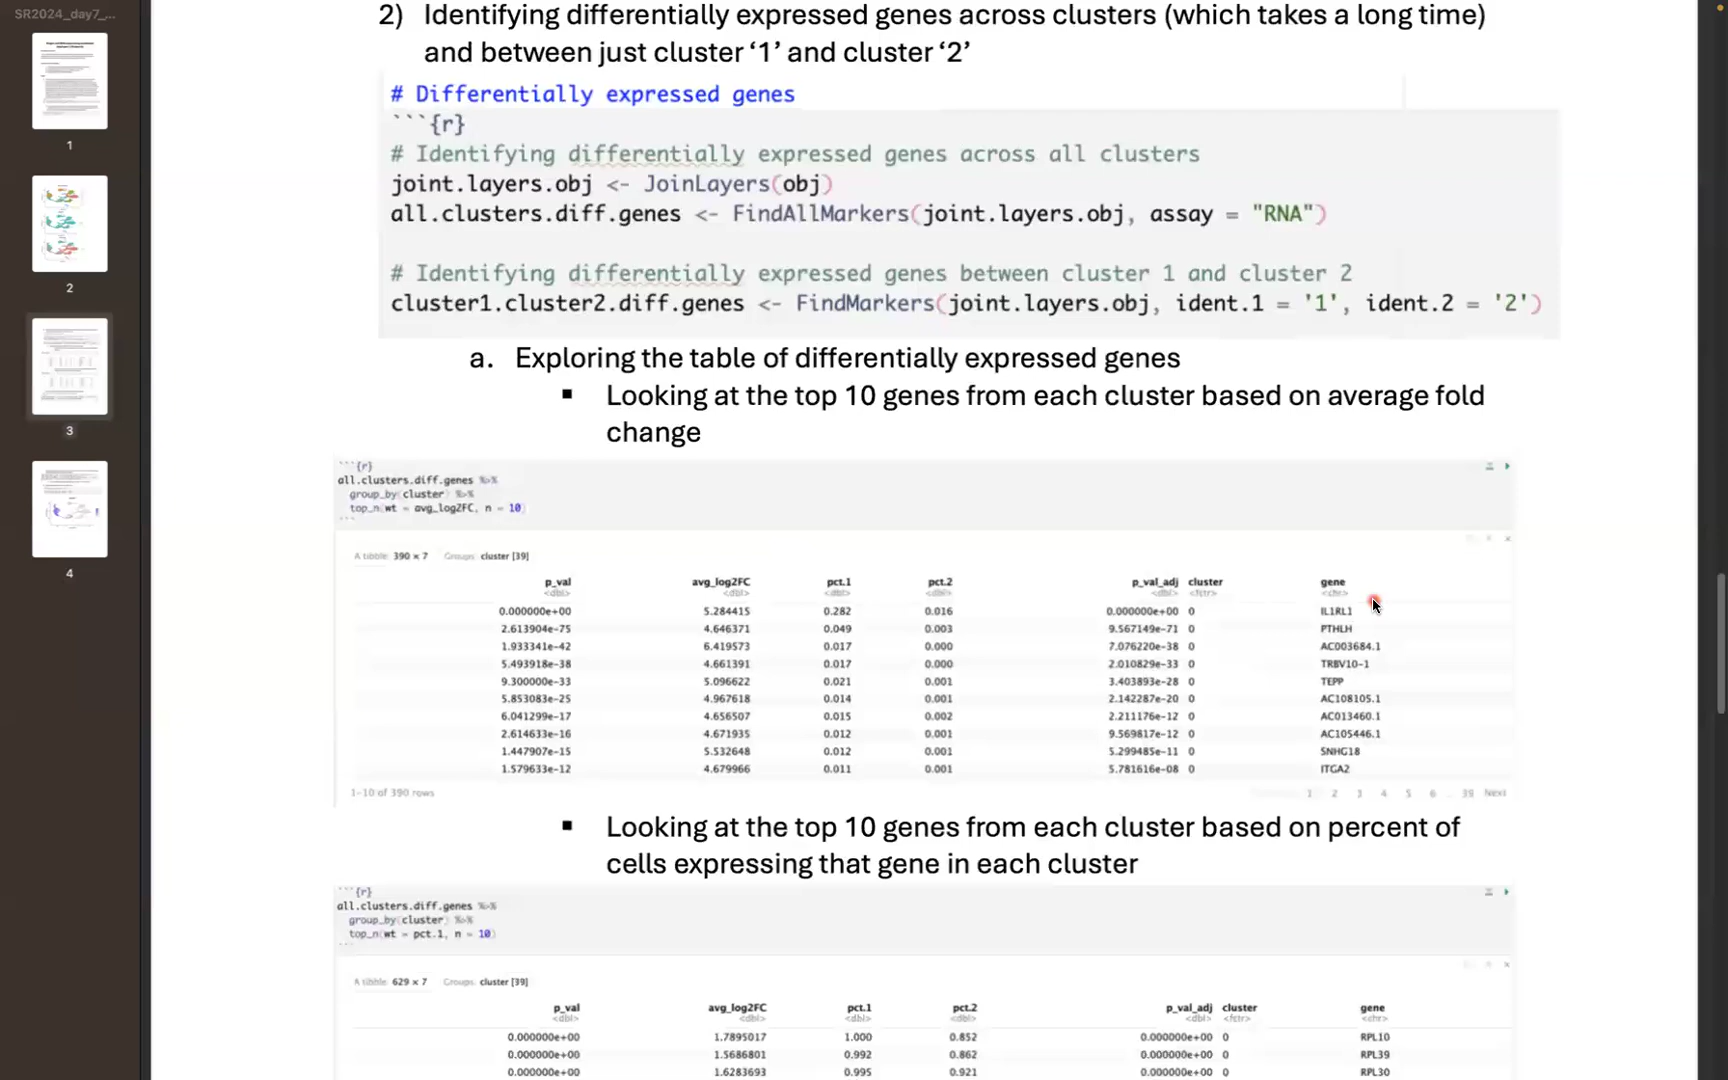 SR2024_day7_...
1
2
3
4
2) Identifying differentially expressed genes across clusters (which takes a long time)
and between just cluster ‘1’ and cluster ‘2’
# Differentially expressed genes
```{r}
# Identifying differentially expressed genes across all clusters
joint.layers.obj <- JoinLayers(obj)
all.clusters.diff.genes <- FindAllMarkers(joint.layers.obj, assay = "RNA")
# Identifying differentially expressed genes between cluster 1 and cluster 2
cluster1.cluster2.diff.genes <- FindMarkers(joint.layers.obj, ident.1 = '1', ident.2 = '2')
a. Exploring the table of differentially expressed genes
▪ Looking at the top 10 genes from each cluster based on average fold
change
```{r}
all.clusters.diff.genes %>%
group_by(cluster) %>%
top_n(wt = avg_log2FC, n = 10)
```
A tibble: 390 × 7 Groups: cluster [39]
p_val avg_log2FC pct.1 pct.2 p_val_adj cluster gene
<dbl> <dbl> <dbl> <dbl> <dbl> <fctr> <chr>
0.000000e+00 5.284415 0.282 0.016 0.000000e+00 0 IL1RL1
2.613904e-75 4.646371 0.049 0.003 9.567149e-71 0 PTHLH
1.933341e-42 6.419573 0.017 0.000 7.076220e-38 0 AC003684.1
5.493918e-38 4.661391 0.017 0.000 2.010829e-33 0 TRBV10-1
9.300000e-33 5.096622 0.021 0.001 3.403893e-28 0 TEPP
5.853083e-25 4.967618 0.014 0.001 2.142287e-20 0 AC108105.1
6.041299e-17 4.656507 0.015 0.002 2.211176e-12 0 AC013460.1
2.614633e-16 4.671935 0.012 0.001 9.569817e-12 0 AC105446.1
1.447907e-15 5.532648 0.012 0.001 5.299485e-11 0 SNHG18
1.579633e-12 4.679966 0.011 0.001 5.781616e-08 0 ITGA2
1-10 of 390 rows 1 2 3 4 5 6 ... 39 Next
▪ Looking at the top 10 genes from each cluster based on percent of
cells expressing that gene in each cluster
```{r}
all.clusters.diff.genes %>%
group_by(cluster) %>%
top_n(wt = pct.1, n = 10)
```
A tibble: 629 × 7 Groups: cluster [39]
p_val avg_log2FC pct.1 pct.2 p_val_adj cluster gene
<dbl> <dbl> <dbl> <dbl> <dbl> <fctr> <chr>
0.000000e+00 1.7895017 1.000 0.852 0.000000e+00 0 RPL10
0.000000e+00 1.5686801 0.992 0.862 0.000000e+00 0 RPL39
0.000000e+00 1.6283693 0.995 0.921 0.000000e+00 0 RPL30